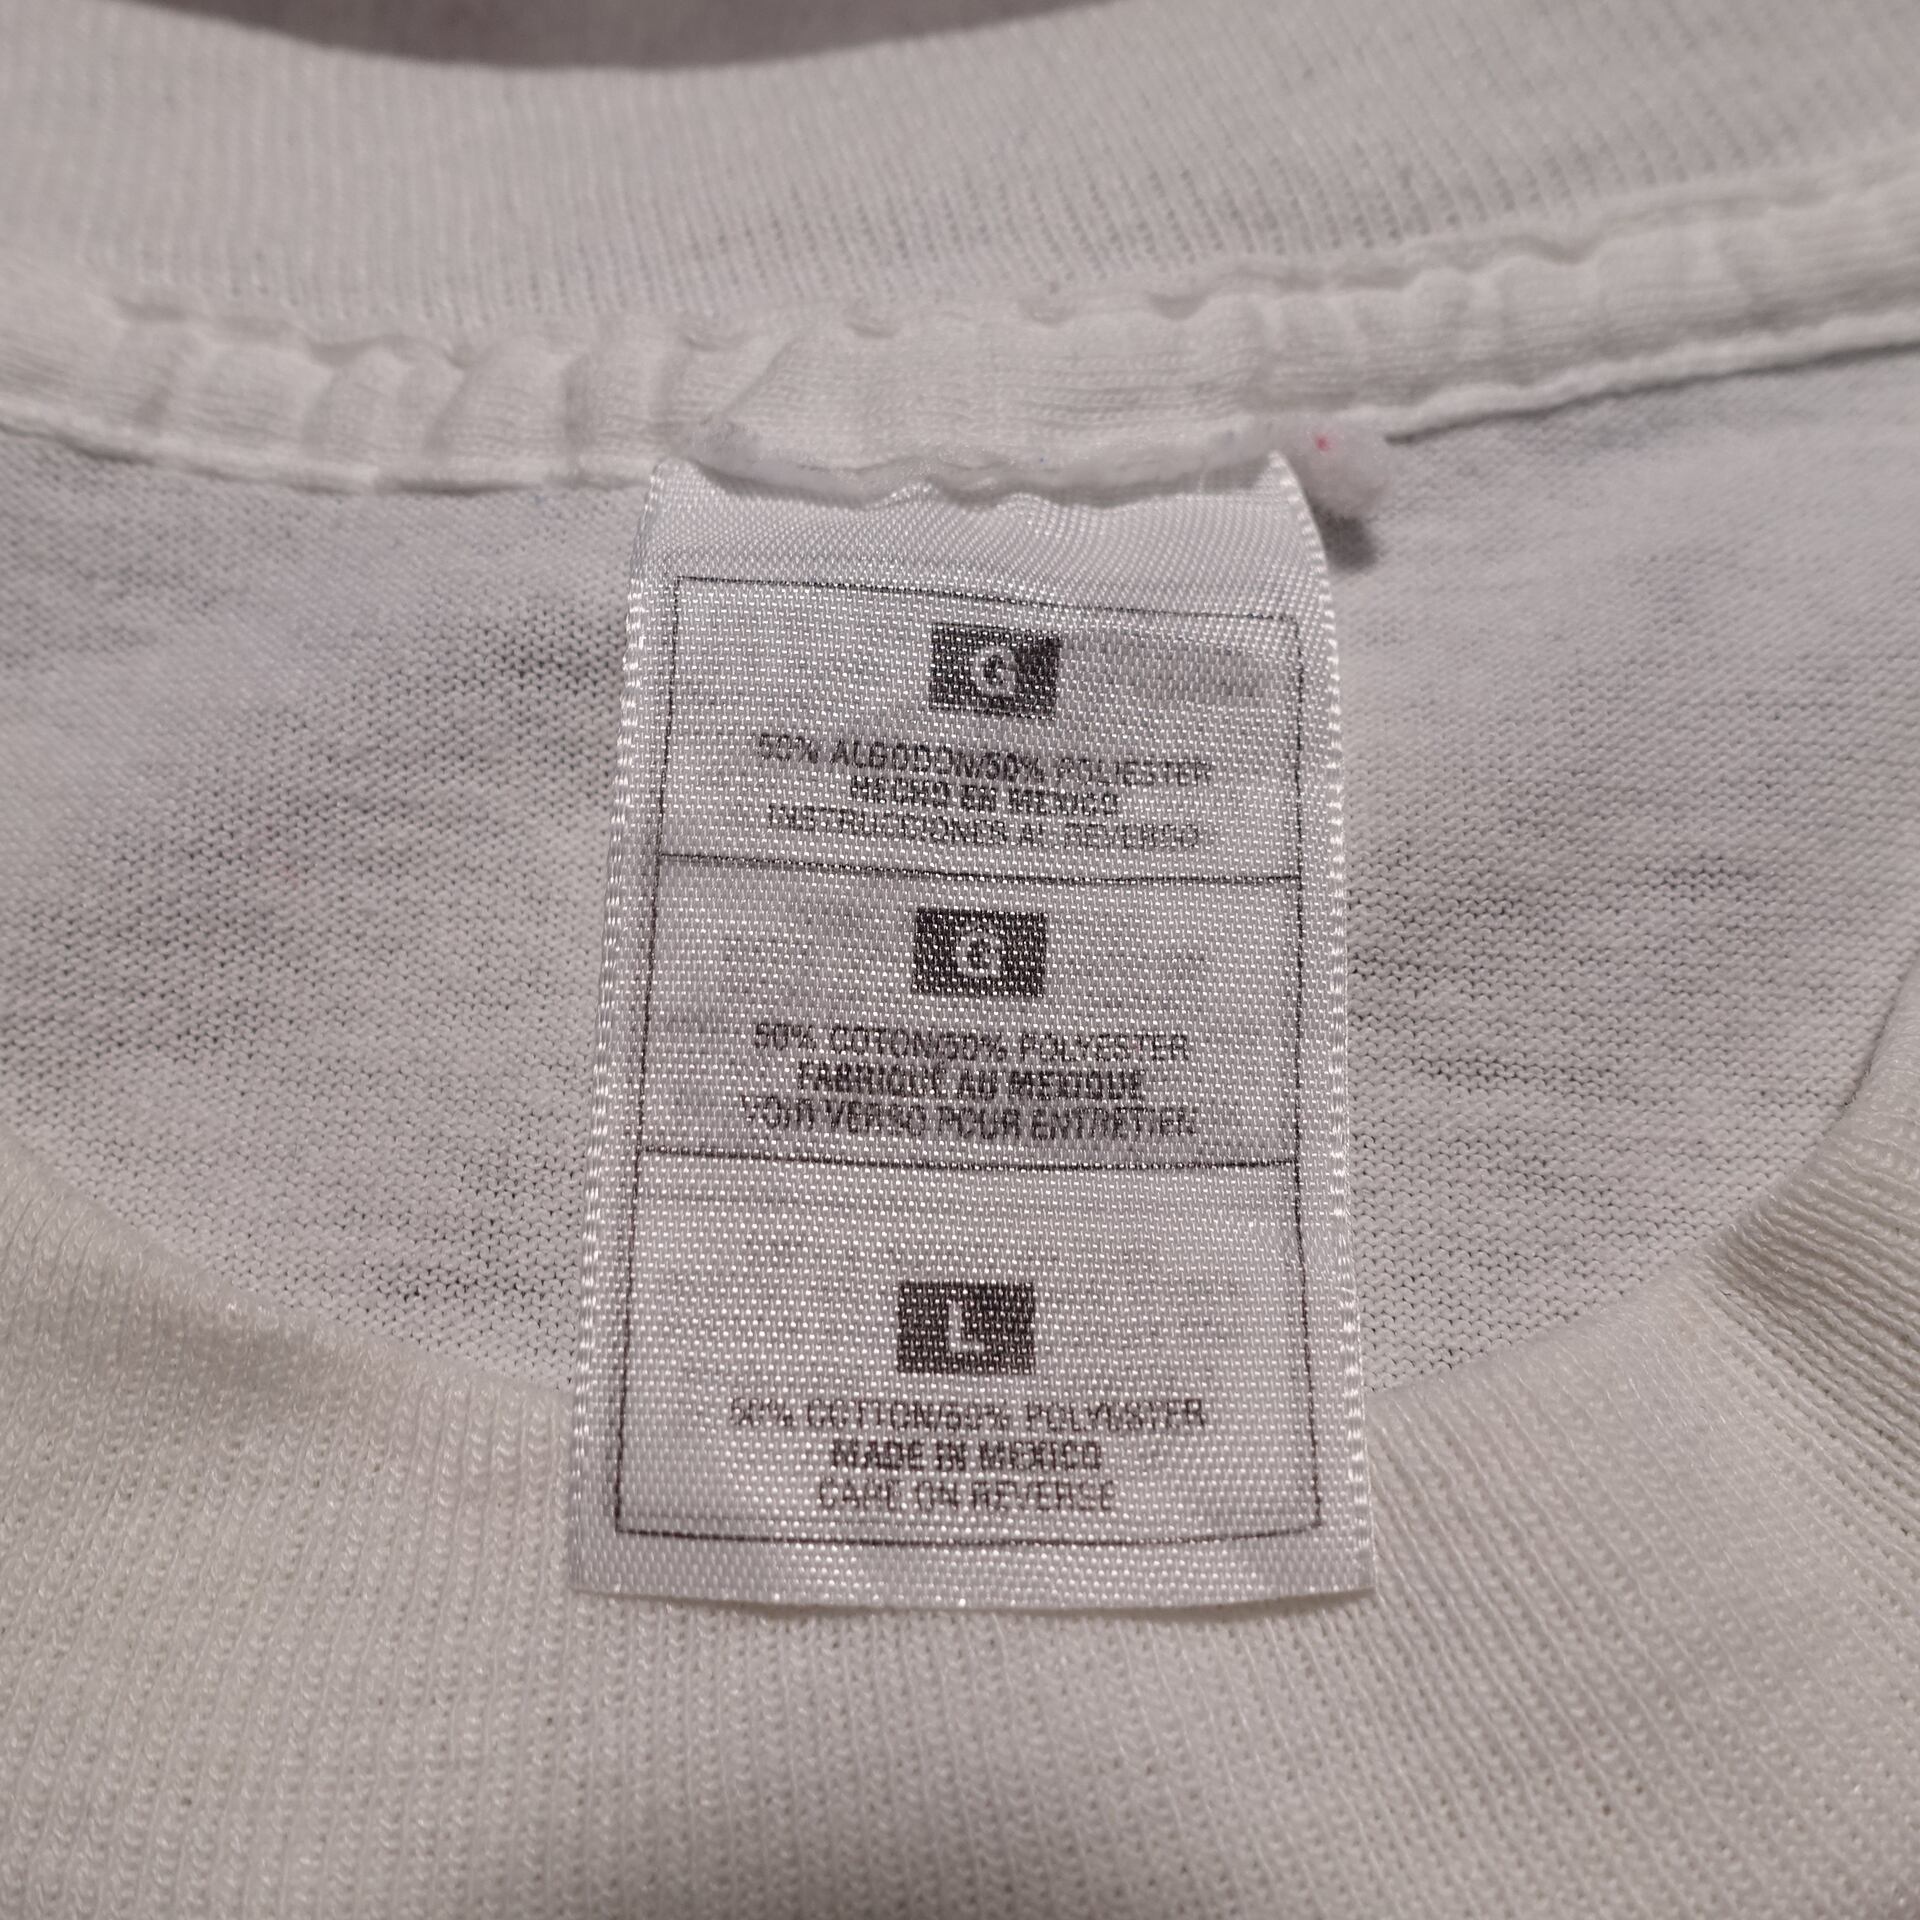 G
50% ALGODON/50% POLIESTER
HECHO EN MEXICO
INSTRUCCIONES AL REVERSO
G
50% COTON/50% POLYESTER
FABRIQUE AU MEXIQUE
VOIR VERSO POUR ENTRETIEN
L
50% COTTON/50% POLYESTER
MADE IN MEXICO
CARE ON REVERSE